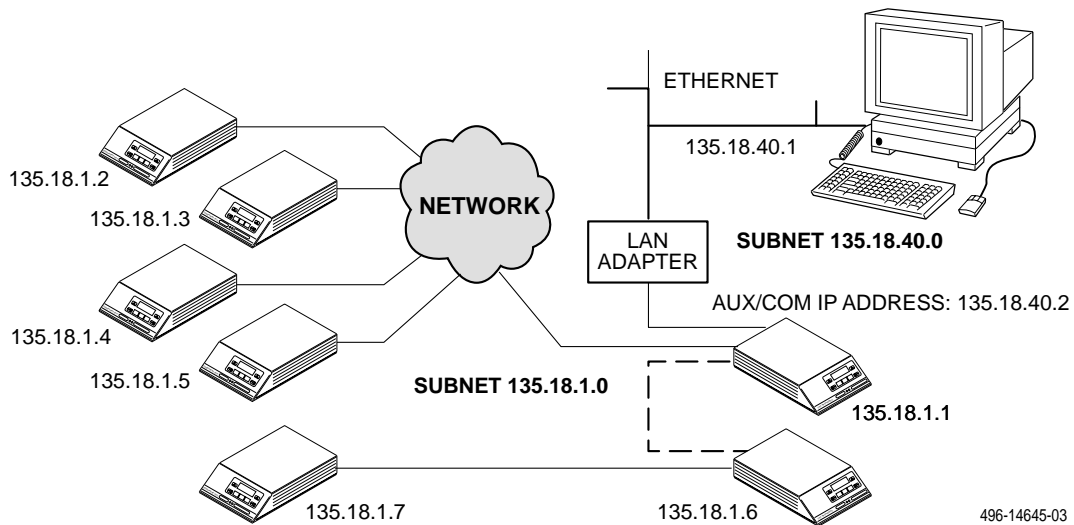 ETHERNET
135.18.40.1
135.18.1.2
135.18.1.3
NETWORK
LAN
ADAPTER
SUBNET 135.18.40.0
AUX/COM IP ADDRESS: 135.18.40.2
135.18.1.4
135.18.1.5
SUBNET 135.18.1.0
135.18.1.1
135.18.1.7
135.18.1.6
496-14645-03